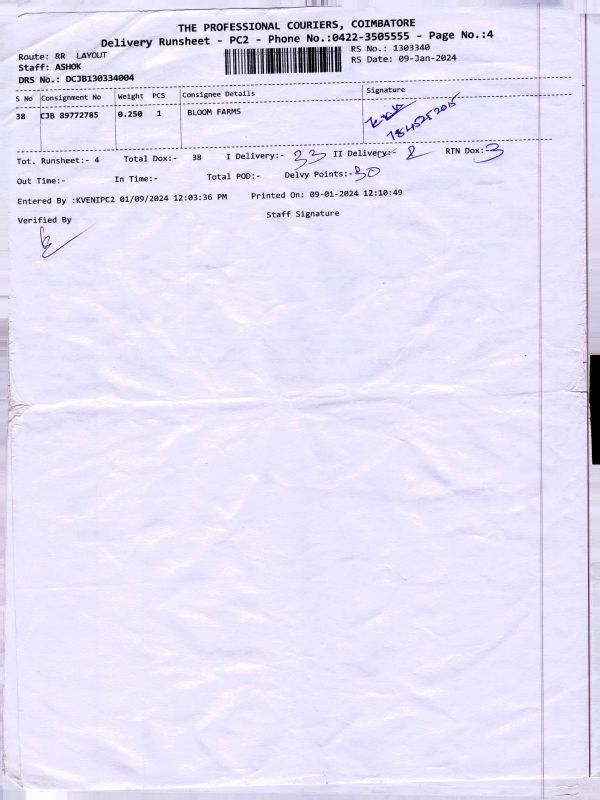 THE PROFESSIONAL COURIERS, COIMBATORE
Delivery Runsheet - PC2 - Phone No.:0422-3505555 - Page No.:4
Route: &R LAYOUT
RS No.: 1303340
Staff: ASHOK
RS Date: 09-Jan-2024
DRS No.: DCJB130334004
S No Consignment No Weight PCS Consignee Details Signature
38 CJB 89772785 0.250 1 BLOOM FARMS
Tot. Runsheet:- 4 Total Dox:- 38 I Delivery:- 33 II Delivery:- 2 RTN Dox:- 3
Out Time:- In Time:- Total POD:- Delvy Points:- 30
Entered By :KVENIPC2 01/09/2024 12:03:36 PM Printed On: 09-01-2024 12:10:49
Verified By Staff Signature